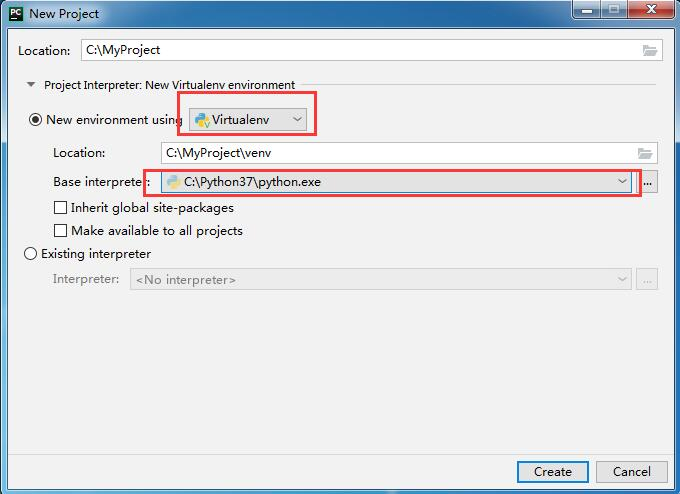 PC New Project
Location: C:\MyProject
Project Interpreter: New Virtualenv environment
New environment using Virtualenv
Location: C:\MyProject\venv
Base interpreter: C:\Python37\python.exe ...
Inherit global site-packages
Make available to all projects
Existing interpreter
Interpreter: <No interpreter> ...
Create Cancel